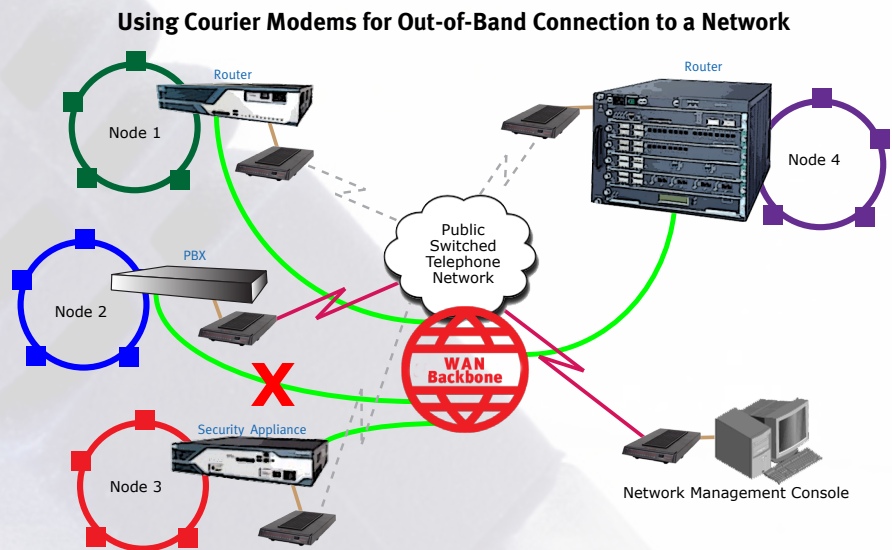 Using Courier Modems for Out-of-Band Connection to a Network
Router
Node 1
Router
Node 4
Public
Switched
Telephone
Network
PBX
Node 2
X
WAN
Backbone
Security Appliance
Node 3
Network Management Console